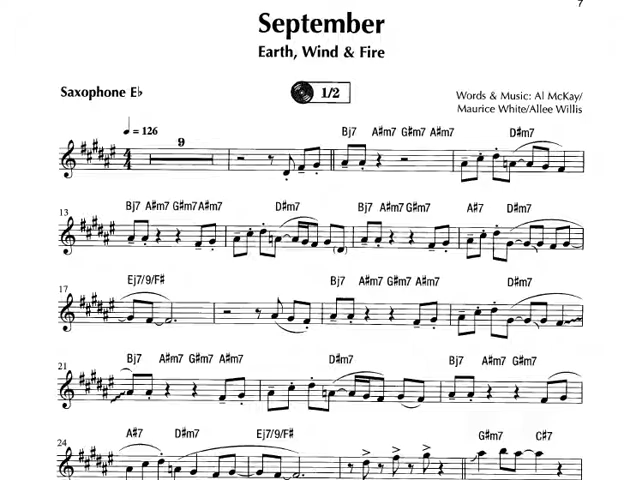 7
September
Earth, Wind & Fire
Saxophone E♭
1/2
Words & Music: Al McKay/
Maurice White/Allee Willis
♩ = 126
9
Bj7 A♯m7 G♯m7 A♯m7 D♯m7
13
Bj7 A♯m7 G♯m7 A♯m7 D♯m7 Bj7 A♯m7 G♯m7 A♯7 D♯m7
17
Ej7/9/F♯ Bj7 A♯m7 G♯m7 A♯m7 D♯m7
21
Bj7 A♯m7 G♯m7 A♯m7 D♯m7 Bj7 A♯m7 G♯m7
24
A♯7 D♯m7 Ej7/9/F♯ G♯m7 C♯7